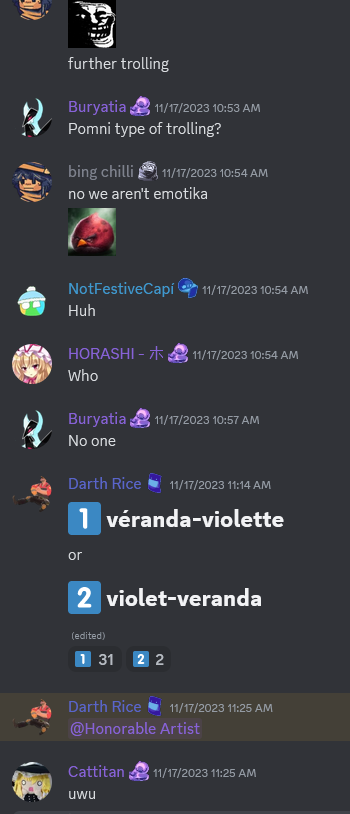 further trolling
Buryatia 11/17/2023 10:53 AM
Pomni type of trolling?
bing chilli 11/17/2023 10:54 AM
no we aren't emotika
NotFestiveCapí 11/17/2023 10:54 AM
Huh
HORASHI - ホ 11/17/2023 10:54 AM
Who
Buryatia 11/17/2023 10:57 AM
No one
Darth Rice 11/17/2023 11:14 AM
1 véranda-violette
or
2 violet-veranda
(edited)
1 31 2 2
Darth Rice 11/17/2023 11:25 AM
@Honorable Artist
Cattitan 11/17/2023 11:25 AM
uwu